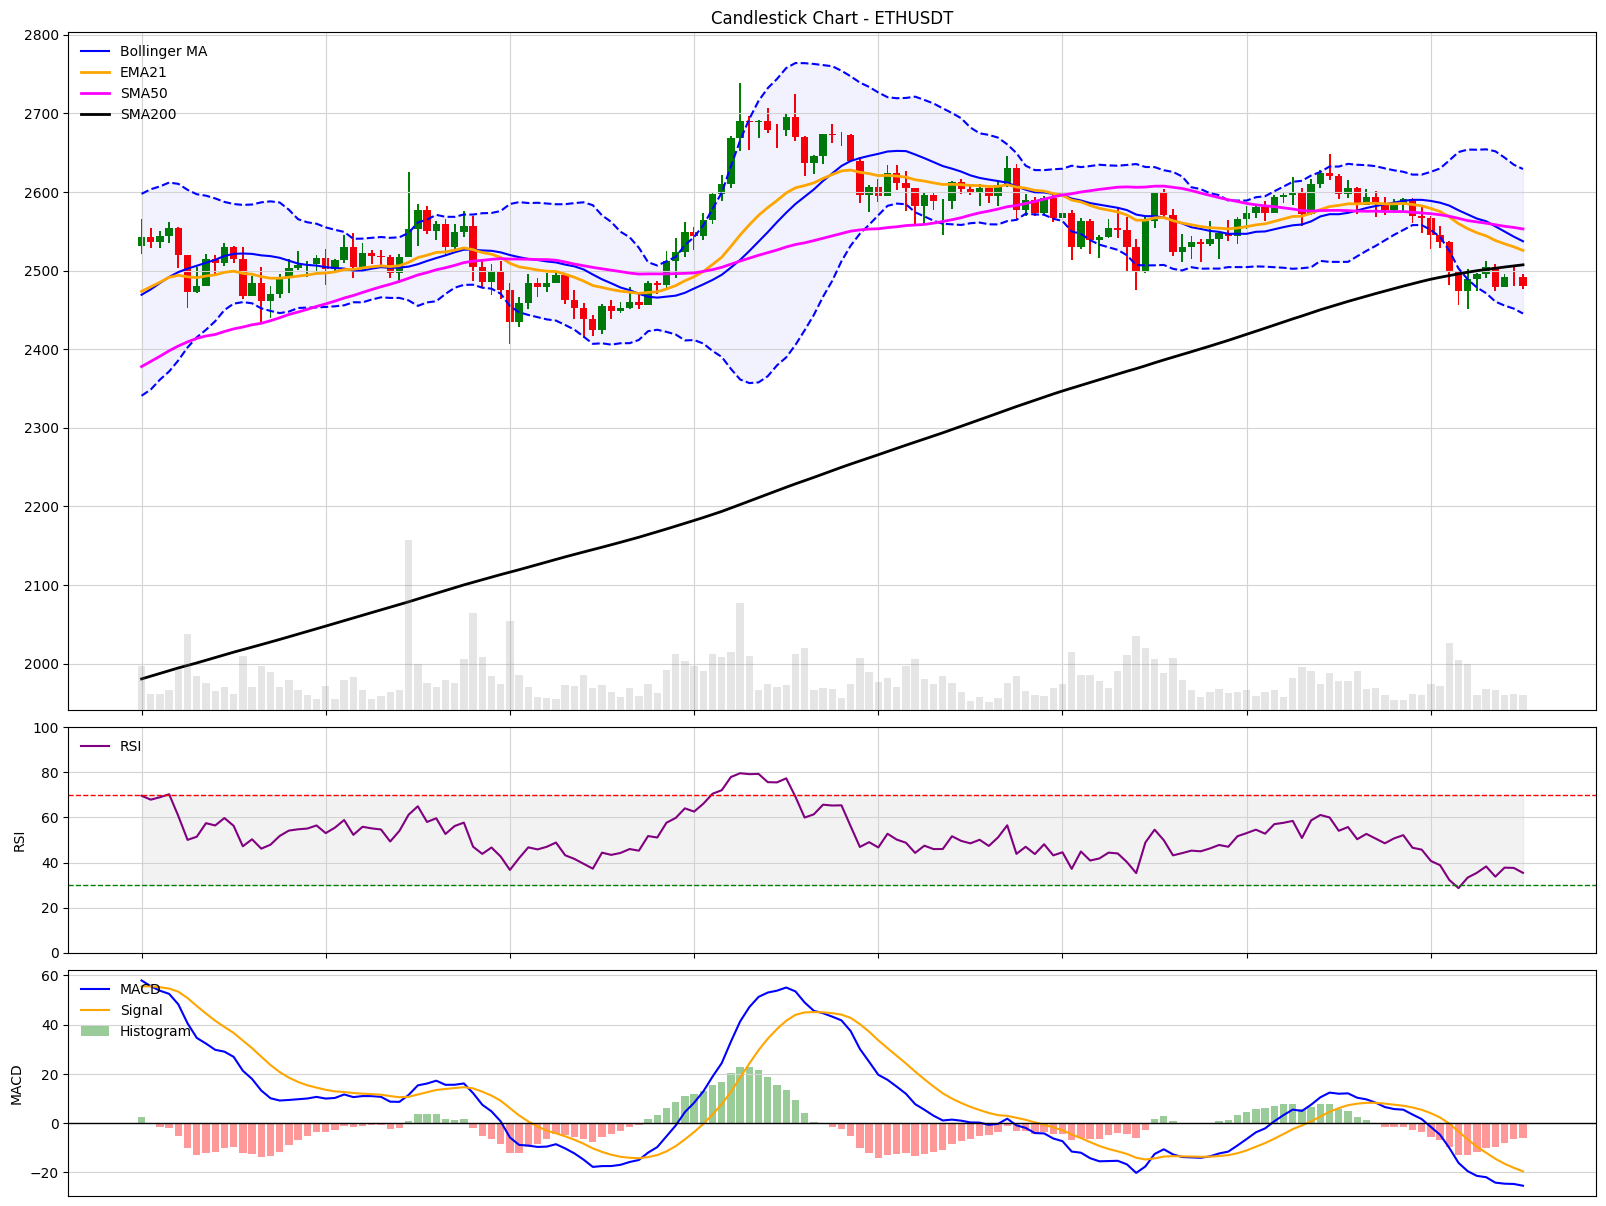 Candlestick Chart - ETHUSDT
2800
2700
2600
2500
2400
2300
2200
2100
2000
Bollinger MA
EMA21
SMA50
SMA200
100
80
60
40
20
0
RSI
RSI
60
40
20
0
−20
MACD
MACD
Signal
Histogram